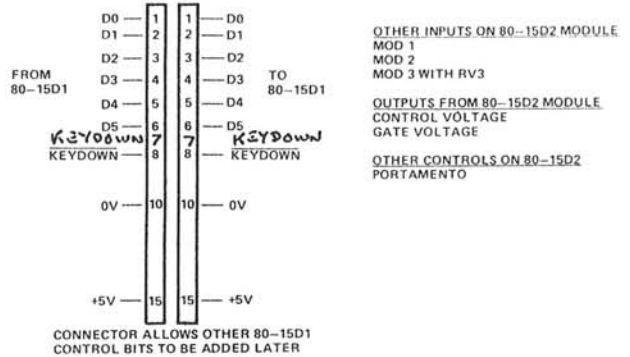 D0 — 1 1 — D0
D1 — 2 2 — D1
D2 — 3 3 — D2
FROM
80–15D1
D3 — 4 4 — D3
TO
80–15D1
D4 — 5 5 — D4
D5 — 6 6 — D5
KEYDOWN 7 7 KEYDOWN
KEYDOWN — 8 8 — KEYDOWN
0V — 10 10 — 0V
+5V — 15 15 — +5V
CONNECTOR ALLOWS OTHER 80–15D1
CONTROL BITS TO BE ADDED LATER
OTHER INPUTS ON 80–15D2 MODULE
MOD 1
MOD 2
MOD 3 WITH RV3
OUTPUTS FROM 80–15D2 MODULE
CONTROL VOLTAGE
GATE VOLTAGE
OTHER CONTROLS ON 80–15D2
PORTAMENTO